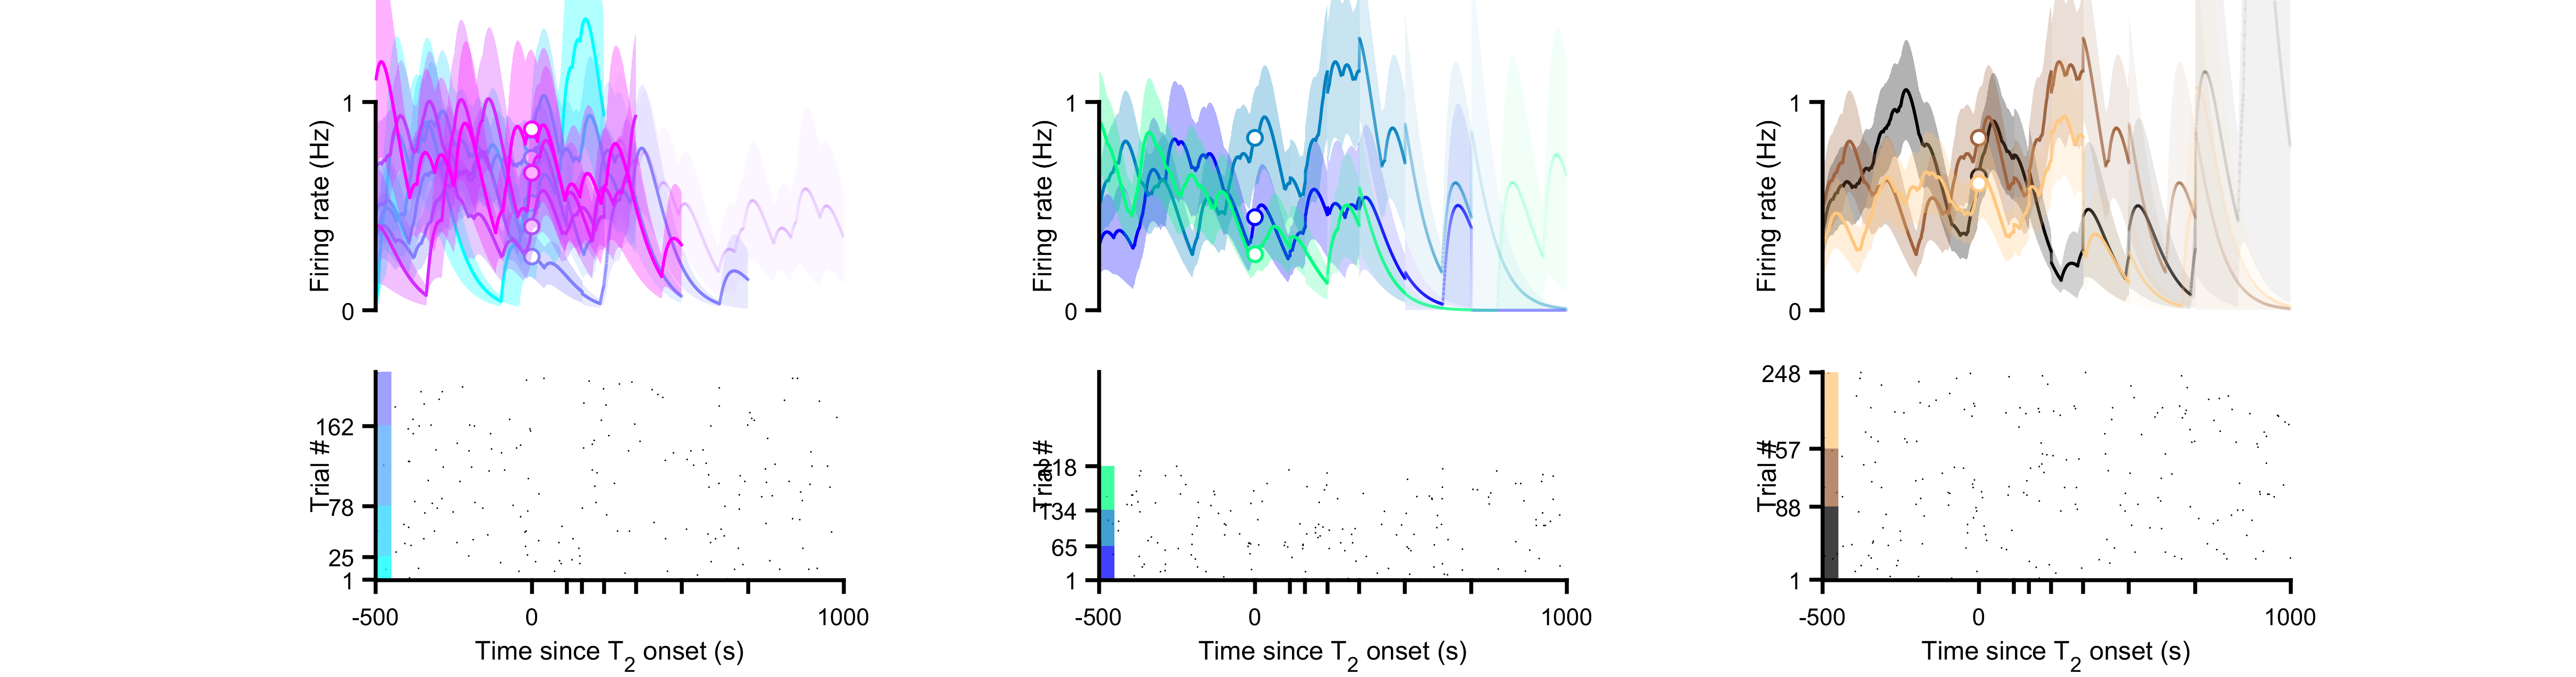 Firing rate (Hz)
1
0
Firing rate (Hz)
1
0
Firing rate (Hz)
1
0
Trial #
162
78
25
1
-500
0
1000
Time since T2 onset (s)
Trial #
218
134
65
1
-500
0
1000
Time since T2 onset (s)
Trial #
248
88
1
-500
0
1000
Time since T2 onset (s)